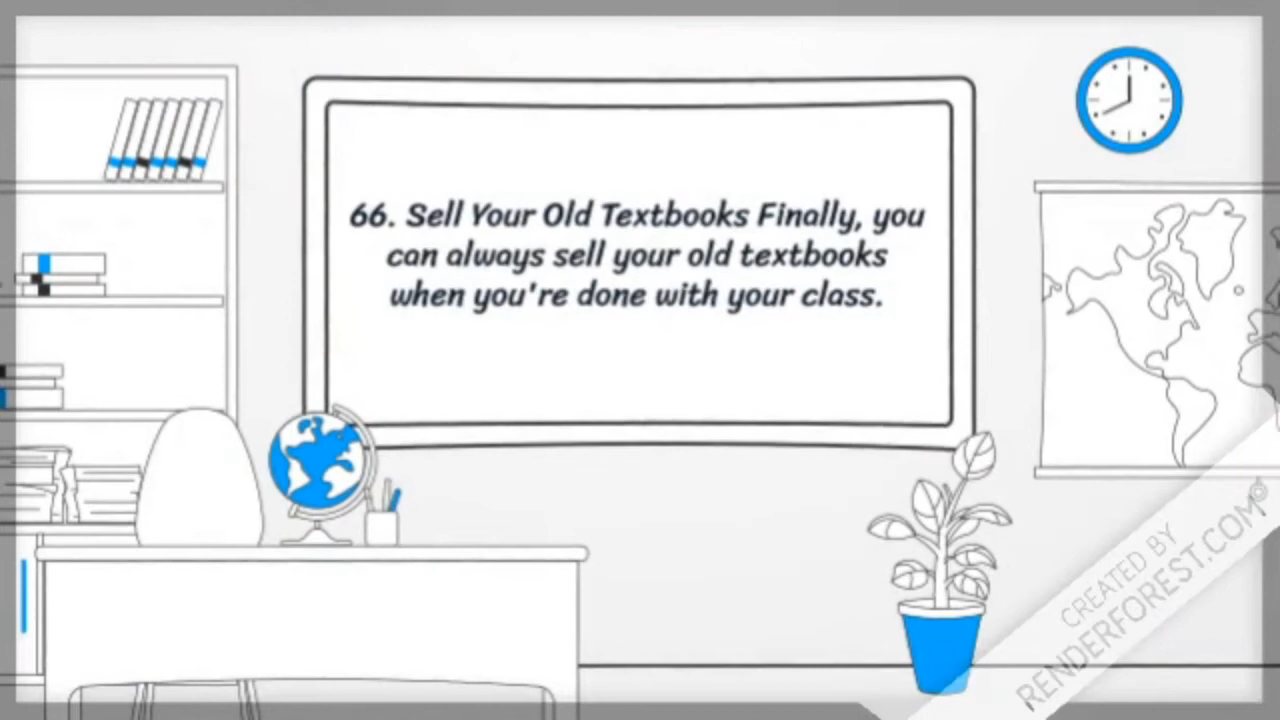 66. Sell Your Old Textbooks Finally, you
can always sell your old textbooks
when you're done with your class.
CREATED BY
RENDERFOREST.COM